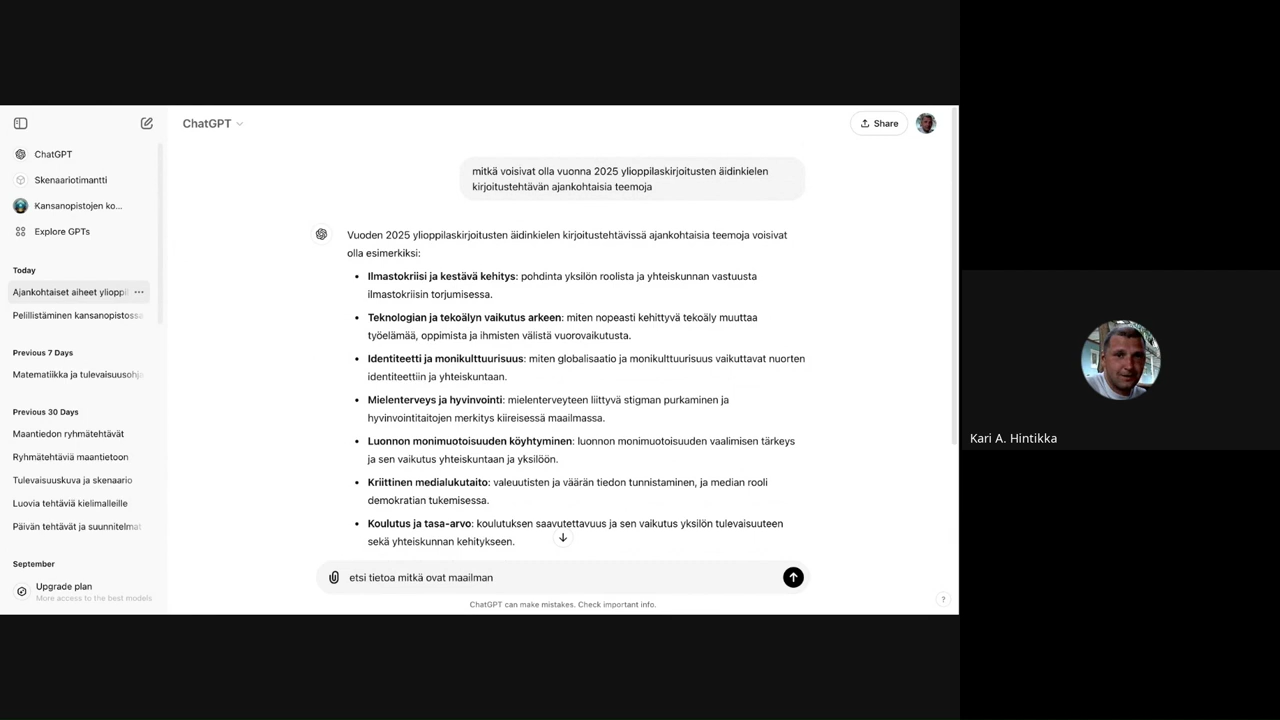 ChatGPT
Share
ChatGPT
Skenaariotimantti
Kansanopistojen ko...
Explore GPTs
Today
Ajankohtaiset aiheet ylioppil
Pelillistäminen kansanopistossa
Previous 7 Days
Matematiikka ja tulevaisuusohja
Previous 30 Days
Maantiedon ryhmätehtävät
Ryhmätehtäviä maantietoon
Tulevaisuuskuva ja skenaario
Luovia tehtäviä kielimalleille
Päivän tehtävät ja suunnitelmat
September
Upgrade plan
More access to the best models
mitkä voisivat olla vuonna 2025 ylioppilaskirjoitusten äidinkielen
kirjoitustehtävän ajankohtaisia teemoja
Vuoden 2025 ylioppilaskirjoitusten äidinkielen kirjoitustehtävissä ajankohtaisia teemoja voisivat
olla esimerkiksi:
• Ilmastokriisi ja kestävä kehitys: pohdinta yksilön roolista ja yhteiskunnan vastuusta
ilmastokriisin torjumisessa.
• Teknologian ja tekoälyn vaikutus arkeen: miten nopeasti kehittyvä tekoäly muuttaa
työelämää, oppimista ja ihmisten välistä vuorovaikutusta.
• Identiteetti ja monikulttuurisuus: miten globalisaatio ja monikulttuurisuus vaikuttavat nuorten
identiteettiin ja yhteiskuntaan.
• Mielenterveys ja hyvinvointi: mielenterveyteen liittyvä stigman purkaminen ja
hyvinvointitaitojen merkitys kiireisessä maailmassa.
• Luonnon monimuotoisuuden köyhtyminen: luonnon monimuotoisuuden vaalimisen tärkeys
ja sen vaikutus yhteiskuntaan ja yksilöön.
• Kriittinen medialukutaito: valeuutisten ja väärän tiedon tunnistaminen, ja median rooli
demokratian tukemisessa.
• Koulutus ja tasa-arvo: koulutuksen saavutettavuus ja sen vaikutus yksilön tulevaisuuteen
sekä yhteiskunnan kehitykseen.
etsi tietoa mitkä ovat maailman
ChatGPT can make mistakes. Check important info.
?
Kari A. Hintikka